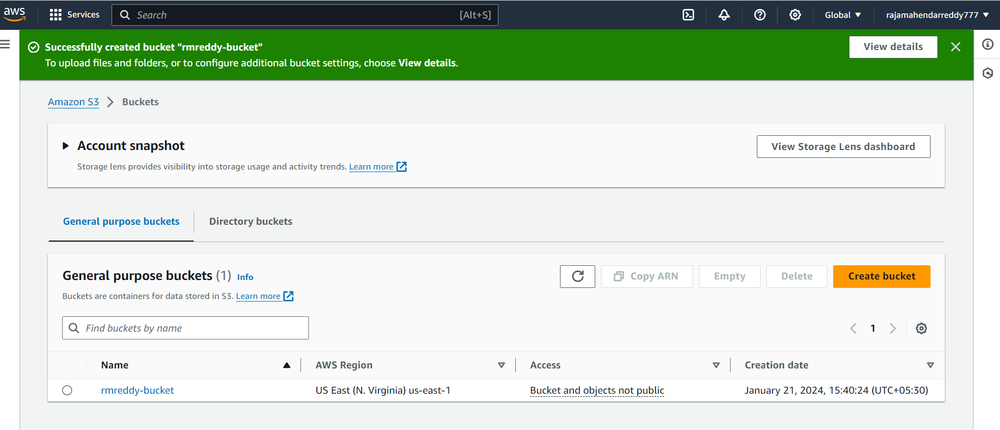 aws Services Search [Alt+S] Global rajamahendarreddy777
Successfully created bucket "rmreddy-bucket"
To upload files and folders, or to configure additional bucket settings, choose View details.
View details
Amazon S3 Buckets
Account snapshot
View Storage Lens dashboard
Storage lens provides visibility into storage usage and activity trends. Learn more
General purpose buckets Directory buckets
General purpose buckets (1) Info
Copy ARN Empty Delete Create bucket
Buckets are containers for data stored in S3. Learn more
Find buckets by name
1
Name AWS Region Access Creation date
rmreddy-bucket US East (N. Virginia) us-east-1 Bucket and objects not public January 21, 2024, 15:40:24 (UTC+05:30)